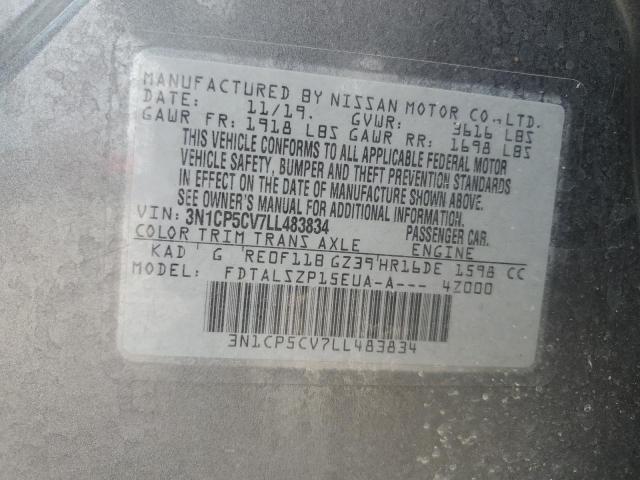 MANUFACTURED BY NISSAN MOTOR CO.,LTD.
DATE: 11/19. GVWR: 3616 LBS
GAWR FR: 1918 LBS GAWR RR: 1698 LBS
THIS VEHICLE CONFORMS TO ALL APPLICABLE FEDERAL MOTOR
VEHICLE SAFETY, BUMPER AND THEFT PREVENTION STANDARDS
IN EFFECT ON THE DATE OF MANUFACTURE SHOWN ABOVE.
SEE OWNER'S MANUAL FOR ADDITIONAL INFORMATION.
VIN: 3N1CP5CV7LL483834 PASSENGER CAR.
COLOR TRIM TRANS AXLE ENGINE
KAD G RE0F11B GZ39 HR16DE 1598 CC
FDTALSZP15EUA-A--- 4Z000
3N1CP5CV7LL483834